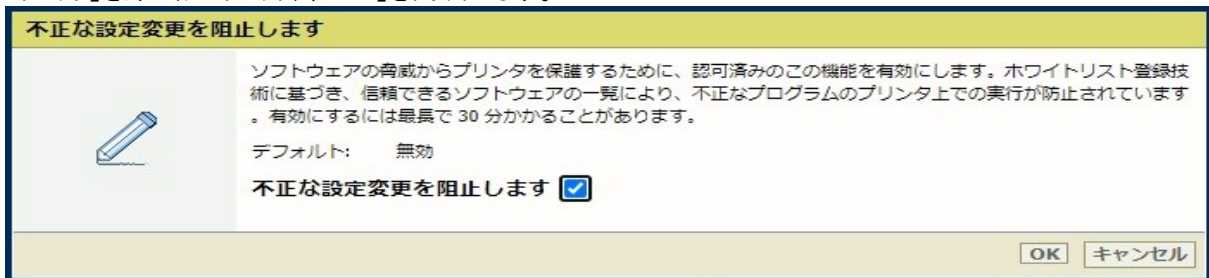 不正な設定変更を阻止します
ソフトウェアの脅威からプリンタを保護するために、認可済みのこの機能を有効にします。ホワイトリスト登録技
術に基づき、信頼できるソフトウェアの一覧により、不正なプログラムのプリンタ上での実行が防止されています
。有効にするには最長で 30 分かかることがあります。
デフォルト: 無効
不正な設定変更を阻止します
OK キャンセル